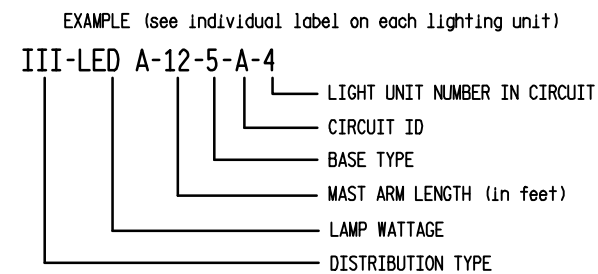 EXAMPLE (see individual label on each lighting unit)
III-LED A-12-5-A-4
LIGHT UNIT NUMBER IN CIRCUIT
CIRCUIT ID
BASE TYPE
MAST ARM LENGTH (in feet)
LAMP WATTAGE
DISTRIBUTION TYPE